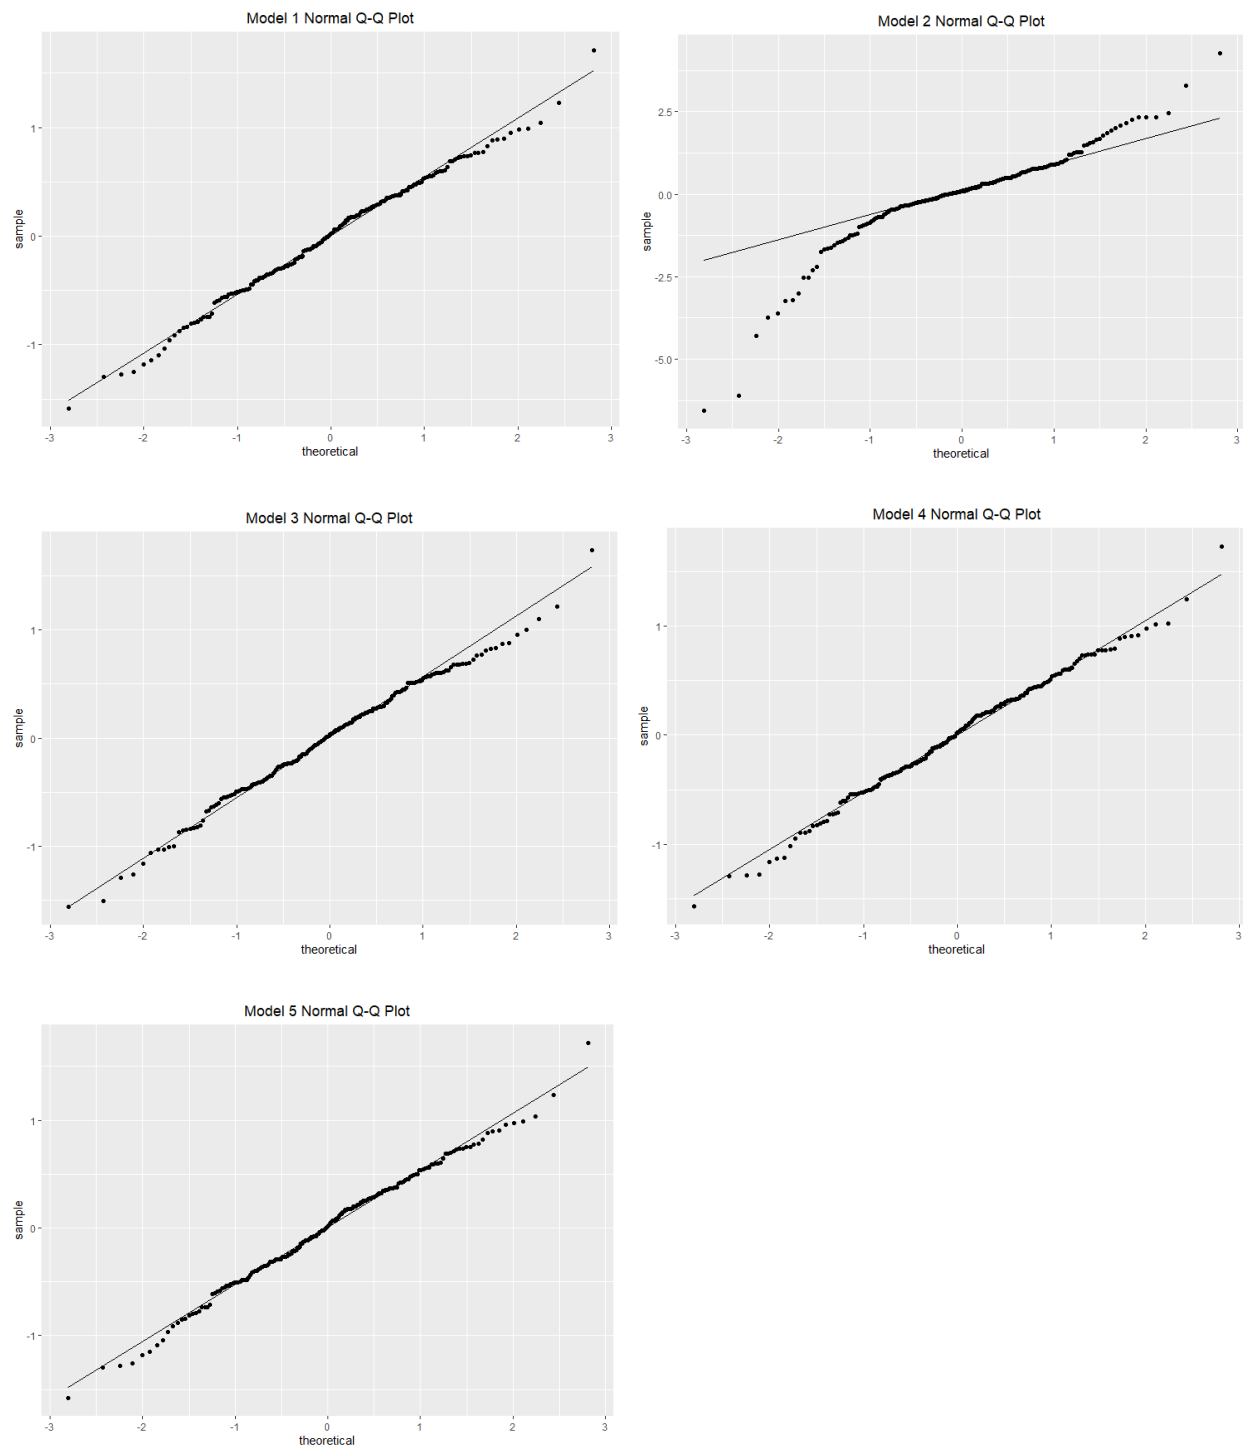 Model 1 Normal Q-Q Plot
1
0
-1
sample
-3 -2 -1 0 1 2 3
theoretical
Model 2 Normal Q-Q Plot
2.5
0.0
-2.5
-5.0
sample
-3 -2 -1 0 1 2 3
theoretical
Model 3 Normal Q-Q Plot
1
0
-1
sample
-3 -2 -1 0 1 2 3
theoretical
Model 4 Normal Q-Q Plot
1
0
-1
sample
-3 -2 -1 0 1 2 3
theoretical
Model 5 Normal Q-Q Plot
1
0
-1
sample
-3 -2 -1 0 1 2 3
theoretical